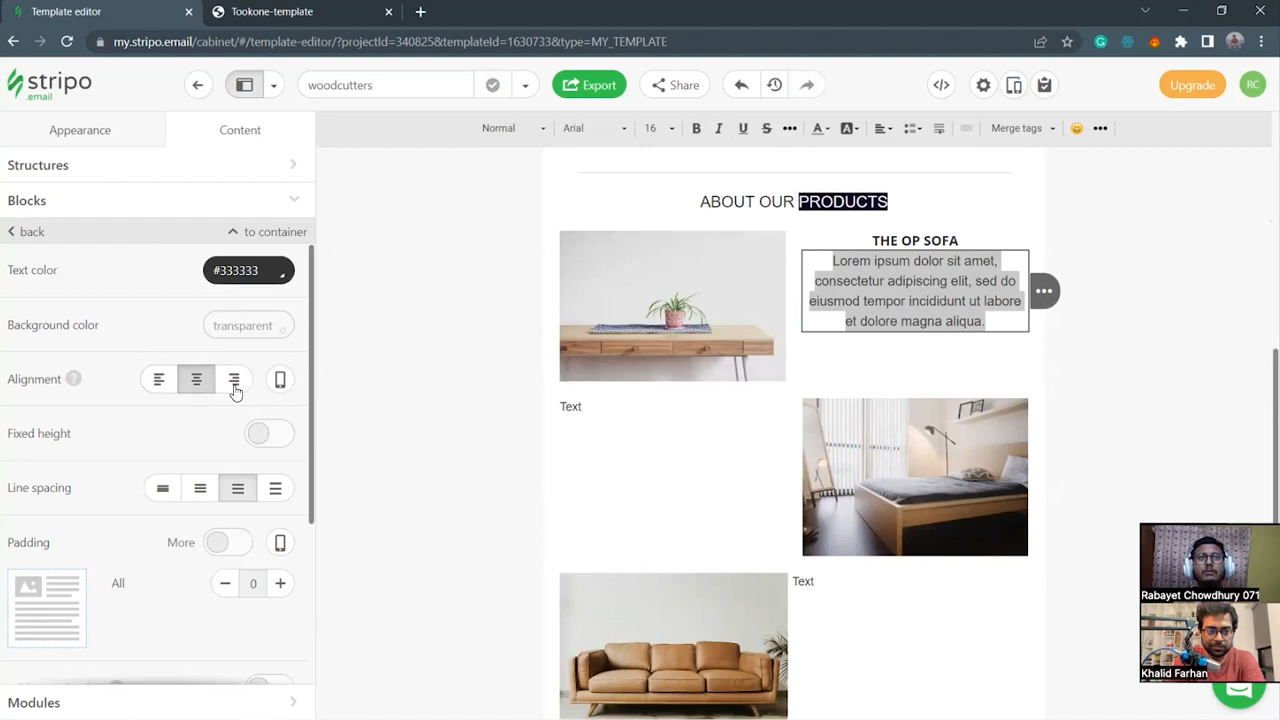 Template editor
Tookone-template
my.stripo.email/cabinet/#/template-editor/?projectId=340825&templateId=1630733&type=MY_TEMPLATE
stripo
.email
woodcutters
Export
Share
Upgrade
RC
Appearance
Content
Normal
Arial
16
B
I
U
S
A
A
Merge tags
Structures
Blocks
back
to container
Text color
#333333
Background color
transparent
Alignment
?
Fixed height
Line spacing
Padding
More
All
0
Modules
ABOUT OUR PRODUCTS
THE OP SOFA
Lorem ipsum dolor sit amet,
consectetur adipiscing elit, sed do
eiusmod tempor incididunt ut labore
et dolore magna aliqua.
Text
Text
Rabayet Chowdhury 071
Khalid Farhan